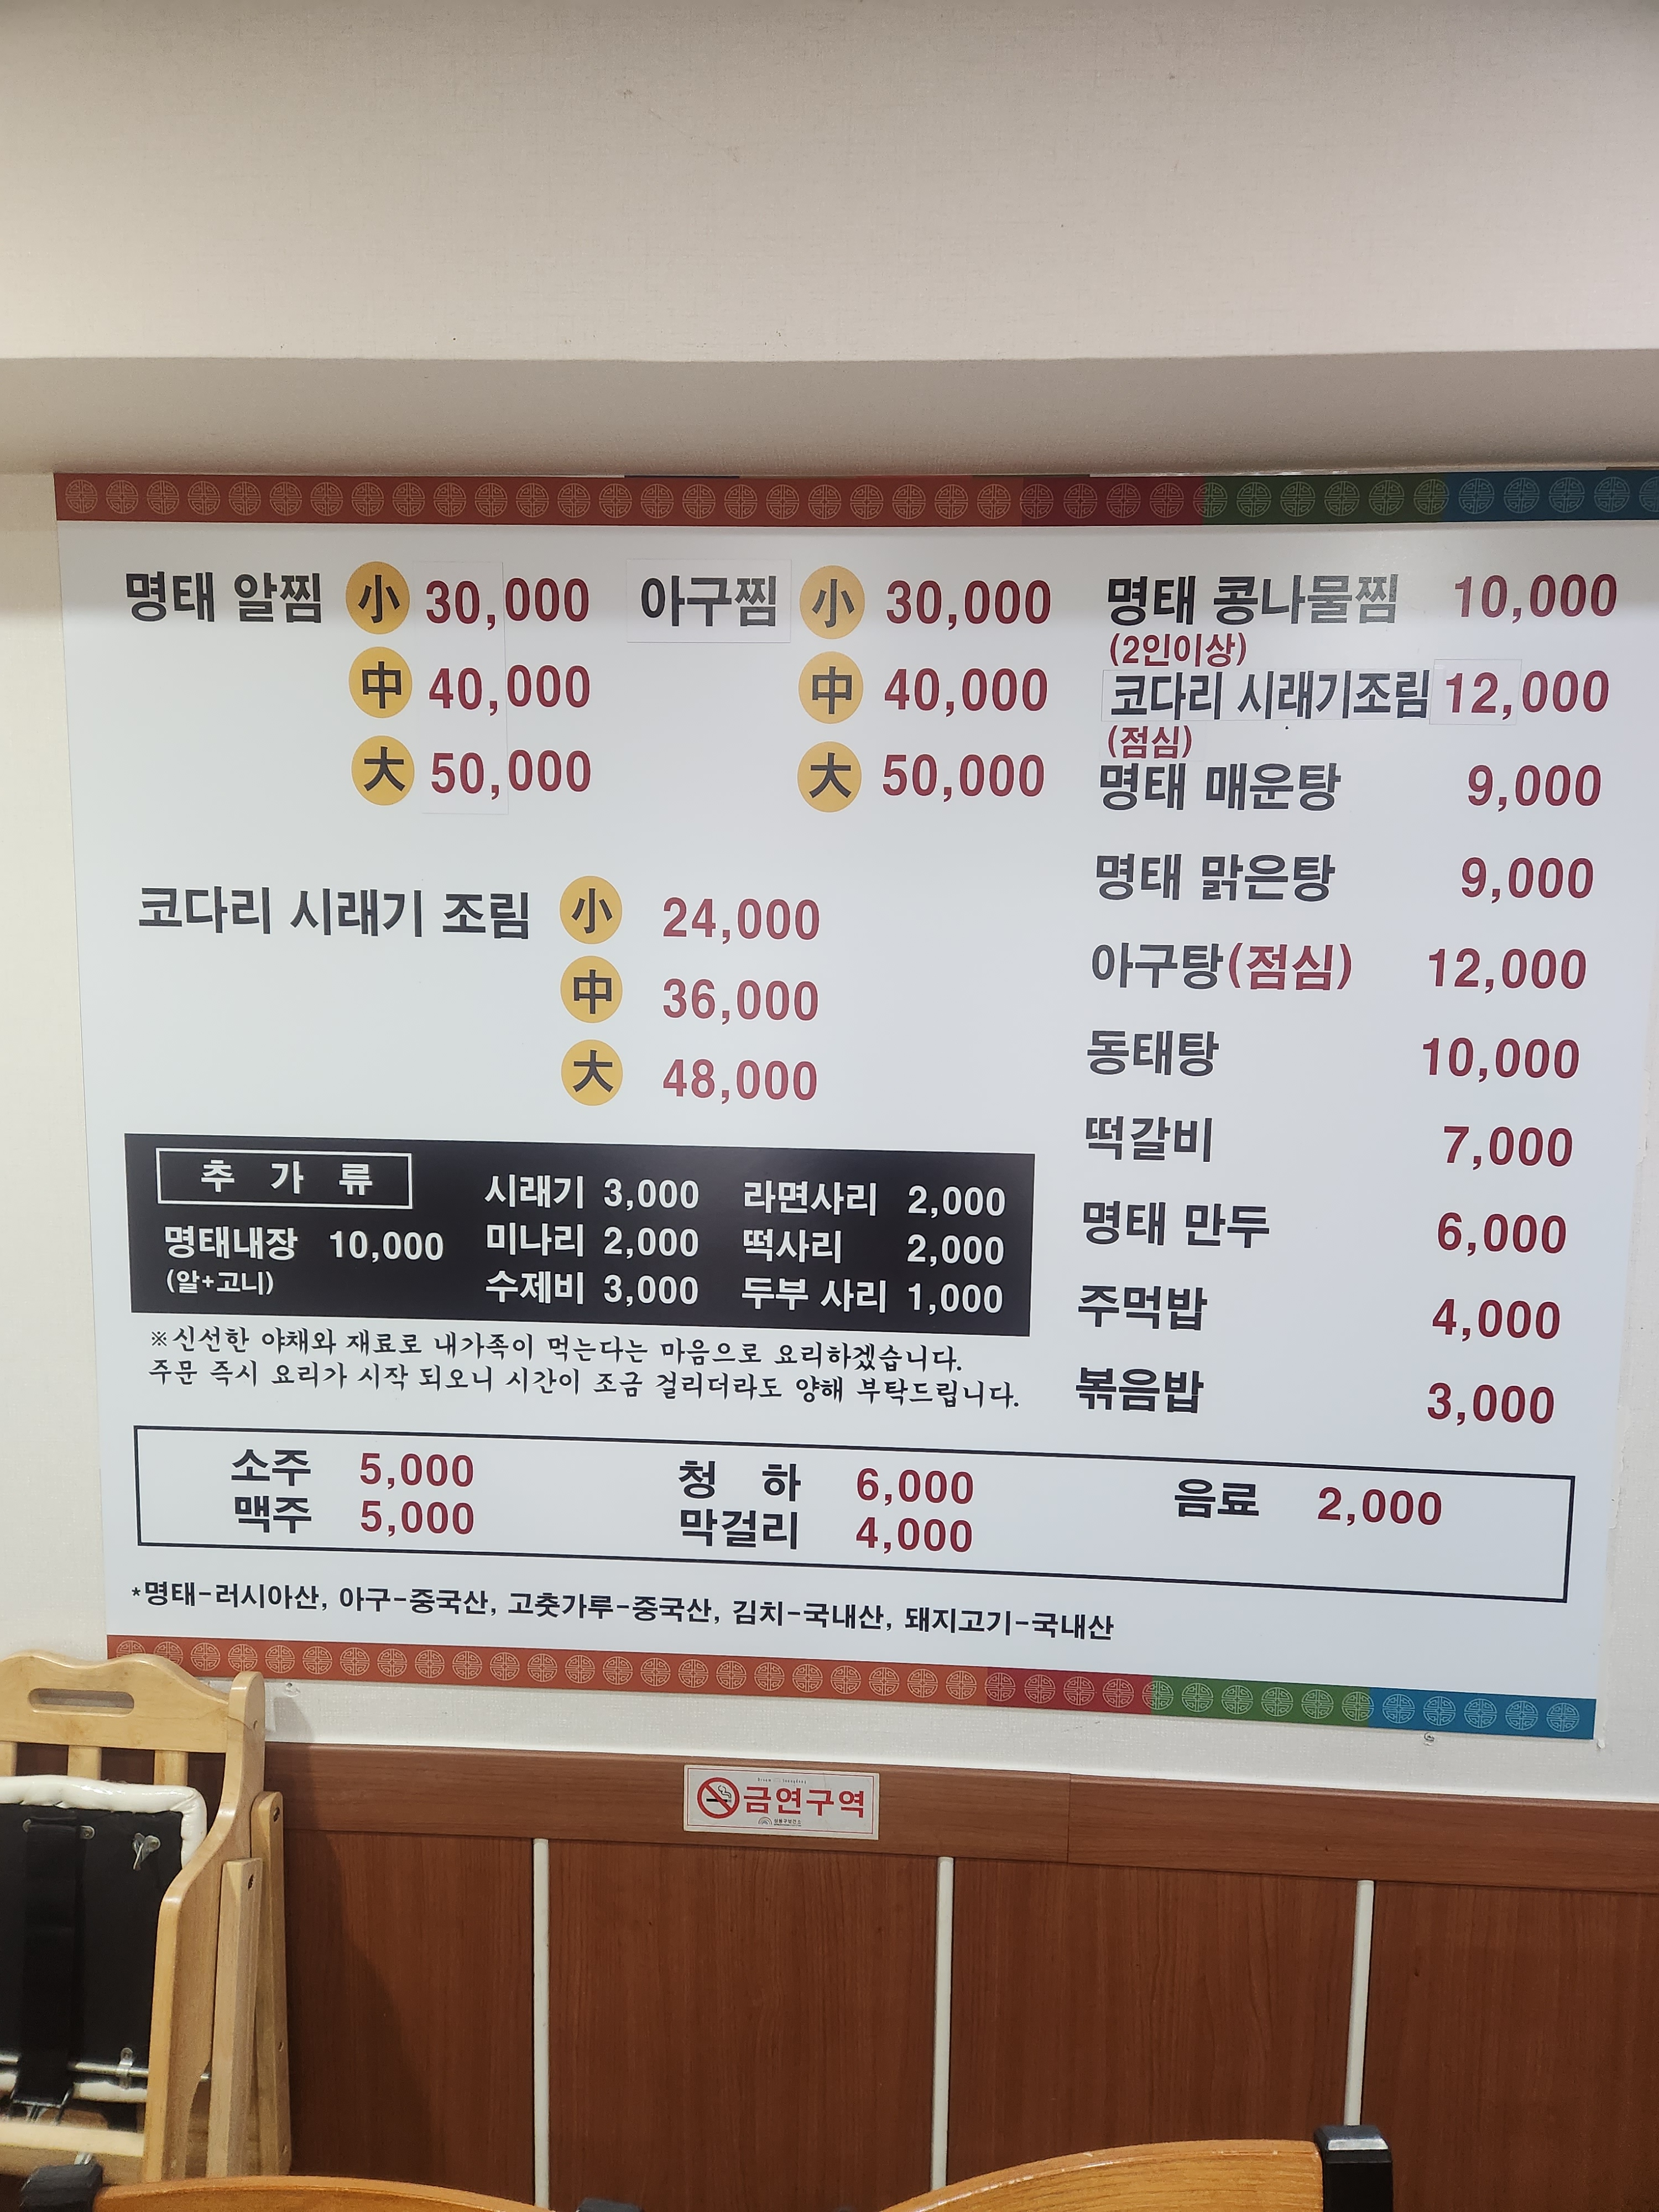 명태 알찜 小 30,000
中 40,000
大 50,000
아구찜 小 30,000
中 40,000
大 50,000
코다리 시래기 조림 小 24,000
中 36,000
大 48,000
명태 콩나물찜 10,000
(2인이상)
코다리 시래기조림 12,000
(점심)
명태 매운탕 9,000
명태 맑은탕 9,000
아구탕(점심) 12,000
동태탕 10,000
떡갈비 7,000
명태 만두 6,000
주먹밥 4,000
볶음밥 3,000
추 가 류
명태내장 10,000
(알+고니)
시래기 3,000 라면사리 2,000
미나리 2,000 떡사리 2,000
수제비 3,000 두부 사리 1,000
※신선한 야채와 재료로 내가족이 먹는다는 마음으로 요리하겠습니다.
주문 즉시 요리가 시작 되오니 시간이 조금 걸리더라도 양해 부탁드립니다.
소주 5,000 청 하 6,000 음료 2,000
맥주 5,000 막걸리 4,000
*명태-러시아산, 아구-중국산, 고춧가루-중국산, 김치-국내산, 돼지고기-국내산
금연구역